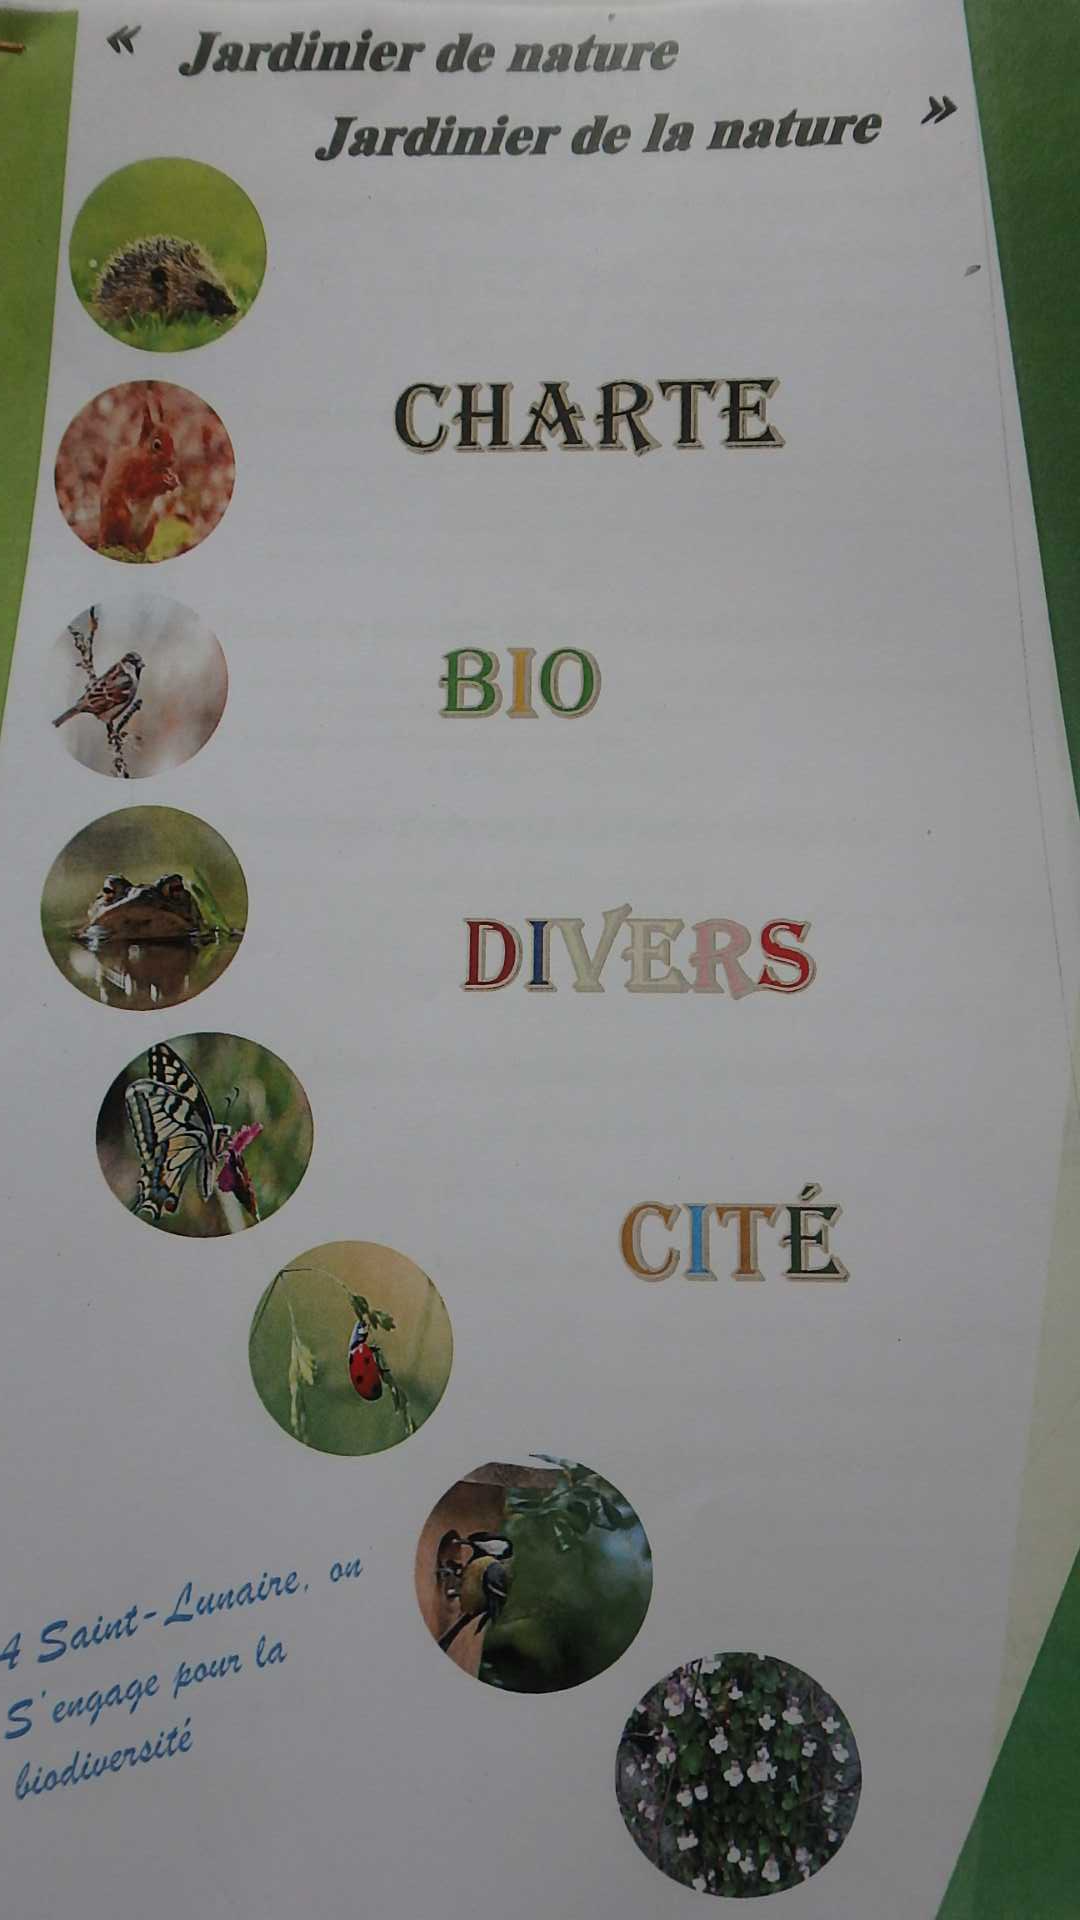 « Jardinier de nature
Jardinier de la nature »
CHARTE
BIO
DIVERS
CITÉ
A Saint-Lunaire, on
S'engage pour la
biodiversité